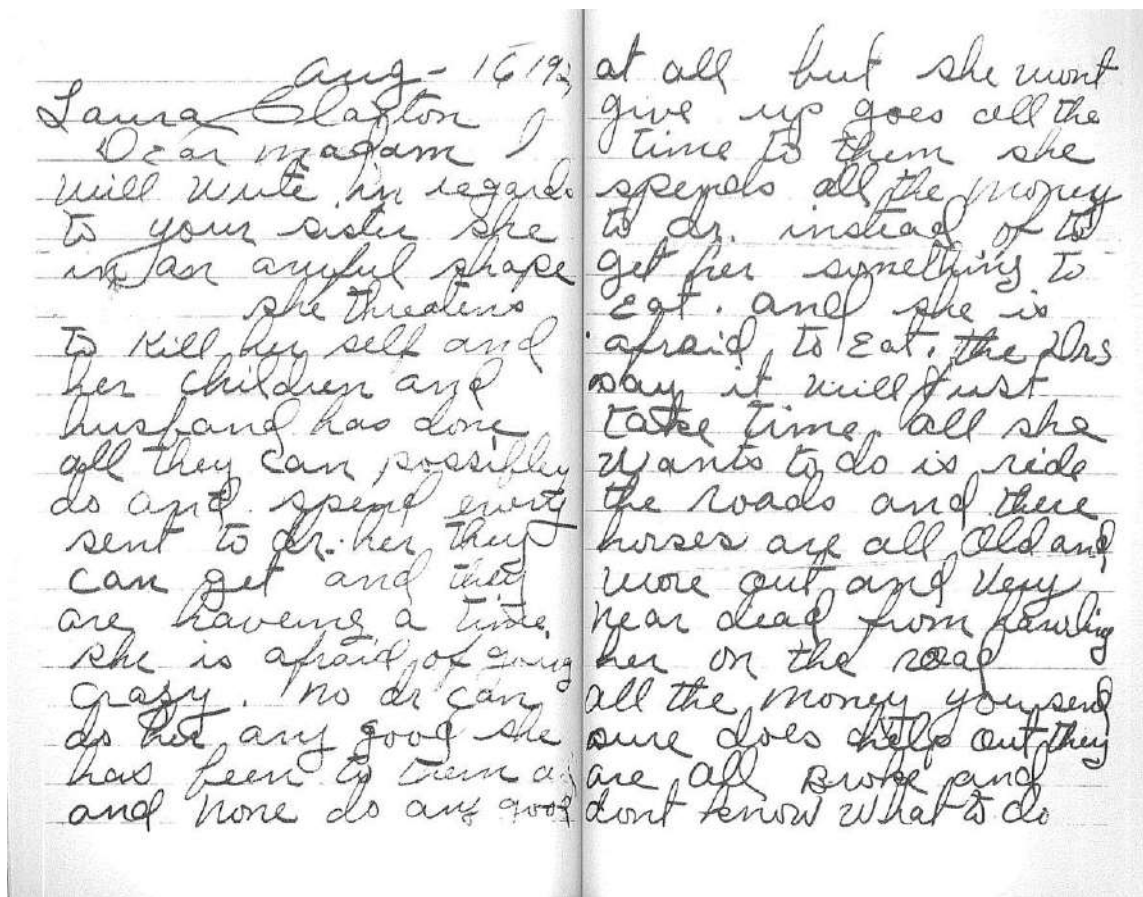 Aug - 16 192
Laura Claxton
Dear madam I
will write in regards
to your sister she
in an awful shape
she threatens
to Kill her self and
her children and
husband has done
all they can possibley
do and spend every
sent to dr. her they
can get and they
are haveing a time
she is afraid of going
crazy. no dr can
do her any good she
has been to them
and none do any good
at all but she wont
give up goes all the
time to them she
spends all the money
to dr. instead of to
get her something to
Eat. and she is
afraid to Eat. the Drs
say it will Just
take time all she
wants to do is ride
the roads and there
horses are all Old and
wore out and Very
near dead from hawling
her on the road
all the money you send
sure does help out they
are all Broke and
dont know what to do